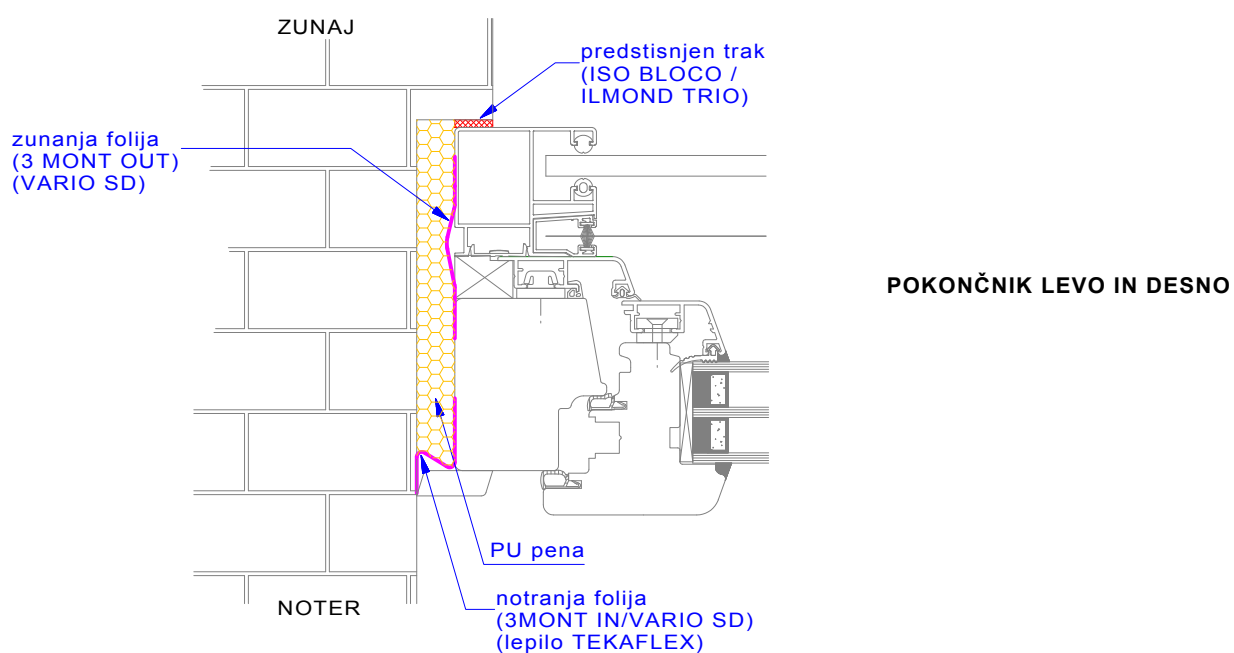 ZUNAJ
predstisnjen trak
(ISO BLOCO /
ILMOND TRIO)
zunanja folija
(3 MONT OUT)
(VARIO SD)
POKONČNIK LEVO IN DESNO
PU pena
NOTER
notranja folija
(3MONT IN/VARIO SD)
(lepilo TEKAFLEX)